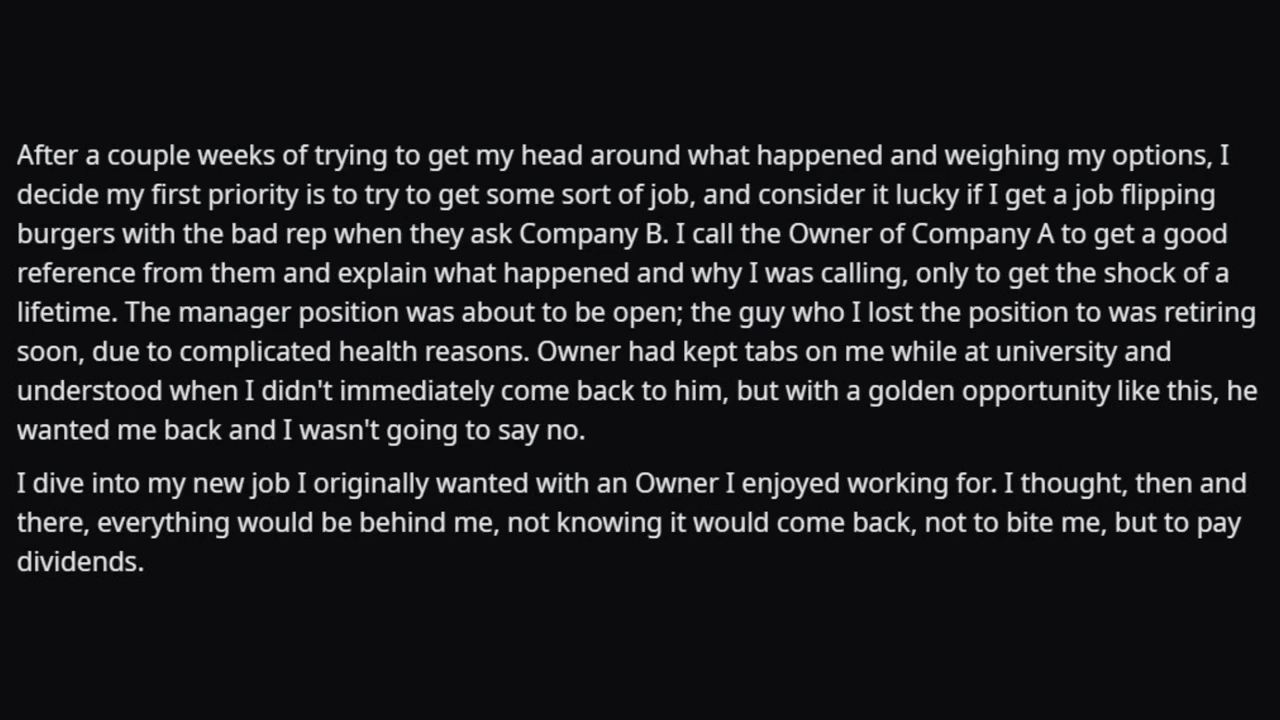 After a couple weeks of trying to get my head around what happened and weighing my options, I
decide my first priority is to try to get some sort of job, and consider it lucky if I get a job flipping
burgers with the bad rep when they ask Company B. I call the Owner of Company A to get a good
reference from them and explain what happened and why I was calling, only to get the shock of a
lifetime. The manager position was about to be open; the guy who I lost the position to was retiring
soon, due to complicated health reasons. Owner had kept tabs on me while at university and
understood when I didn't immediately come back to him, but with a golden opportunity like this, he
wanted me back and I wasn't going to say no.
I dive into my new job I originally wanted with an Owner I enjoyed working for. I thought, then and
there, everything would be behind me, not knowing it would come back, not to bite me, but to pay
dividends.